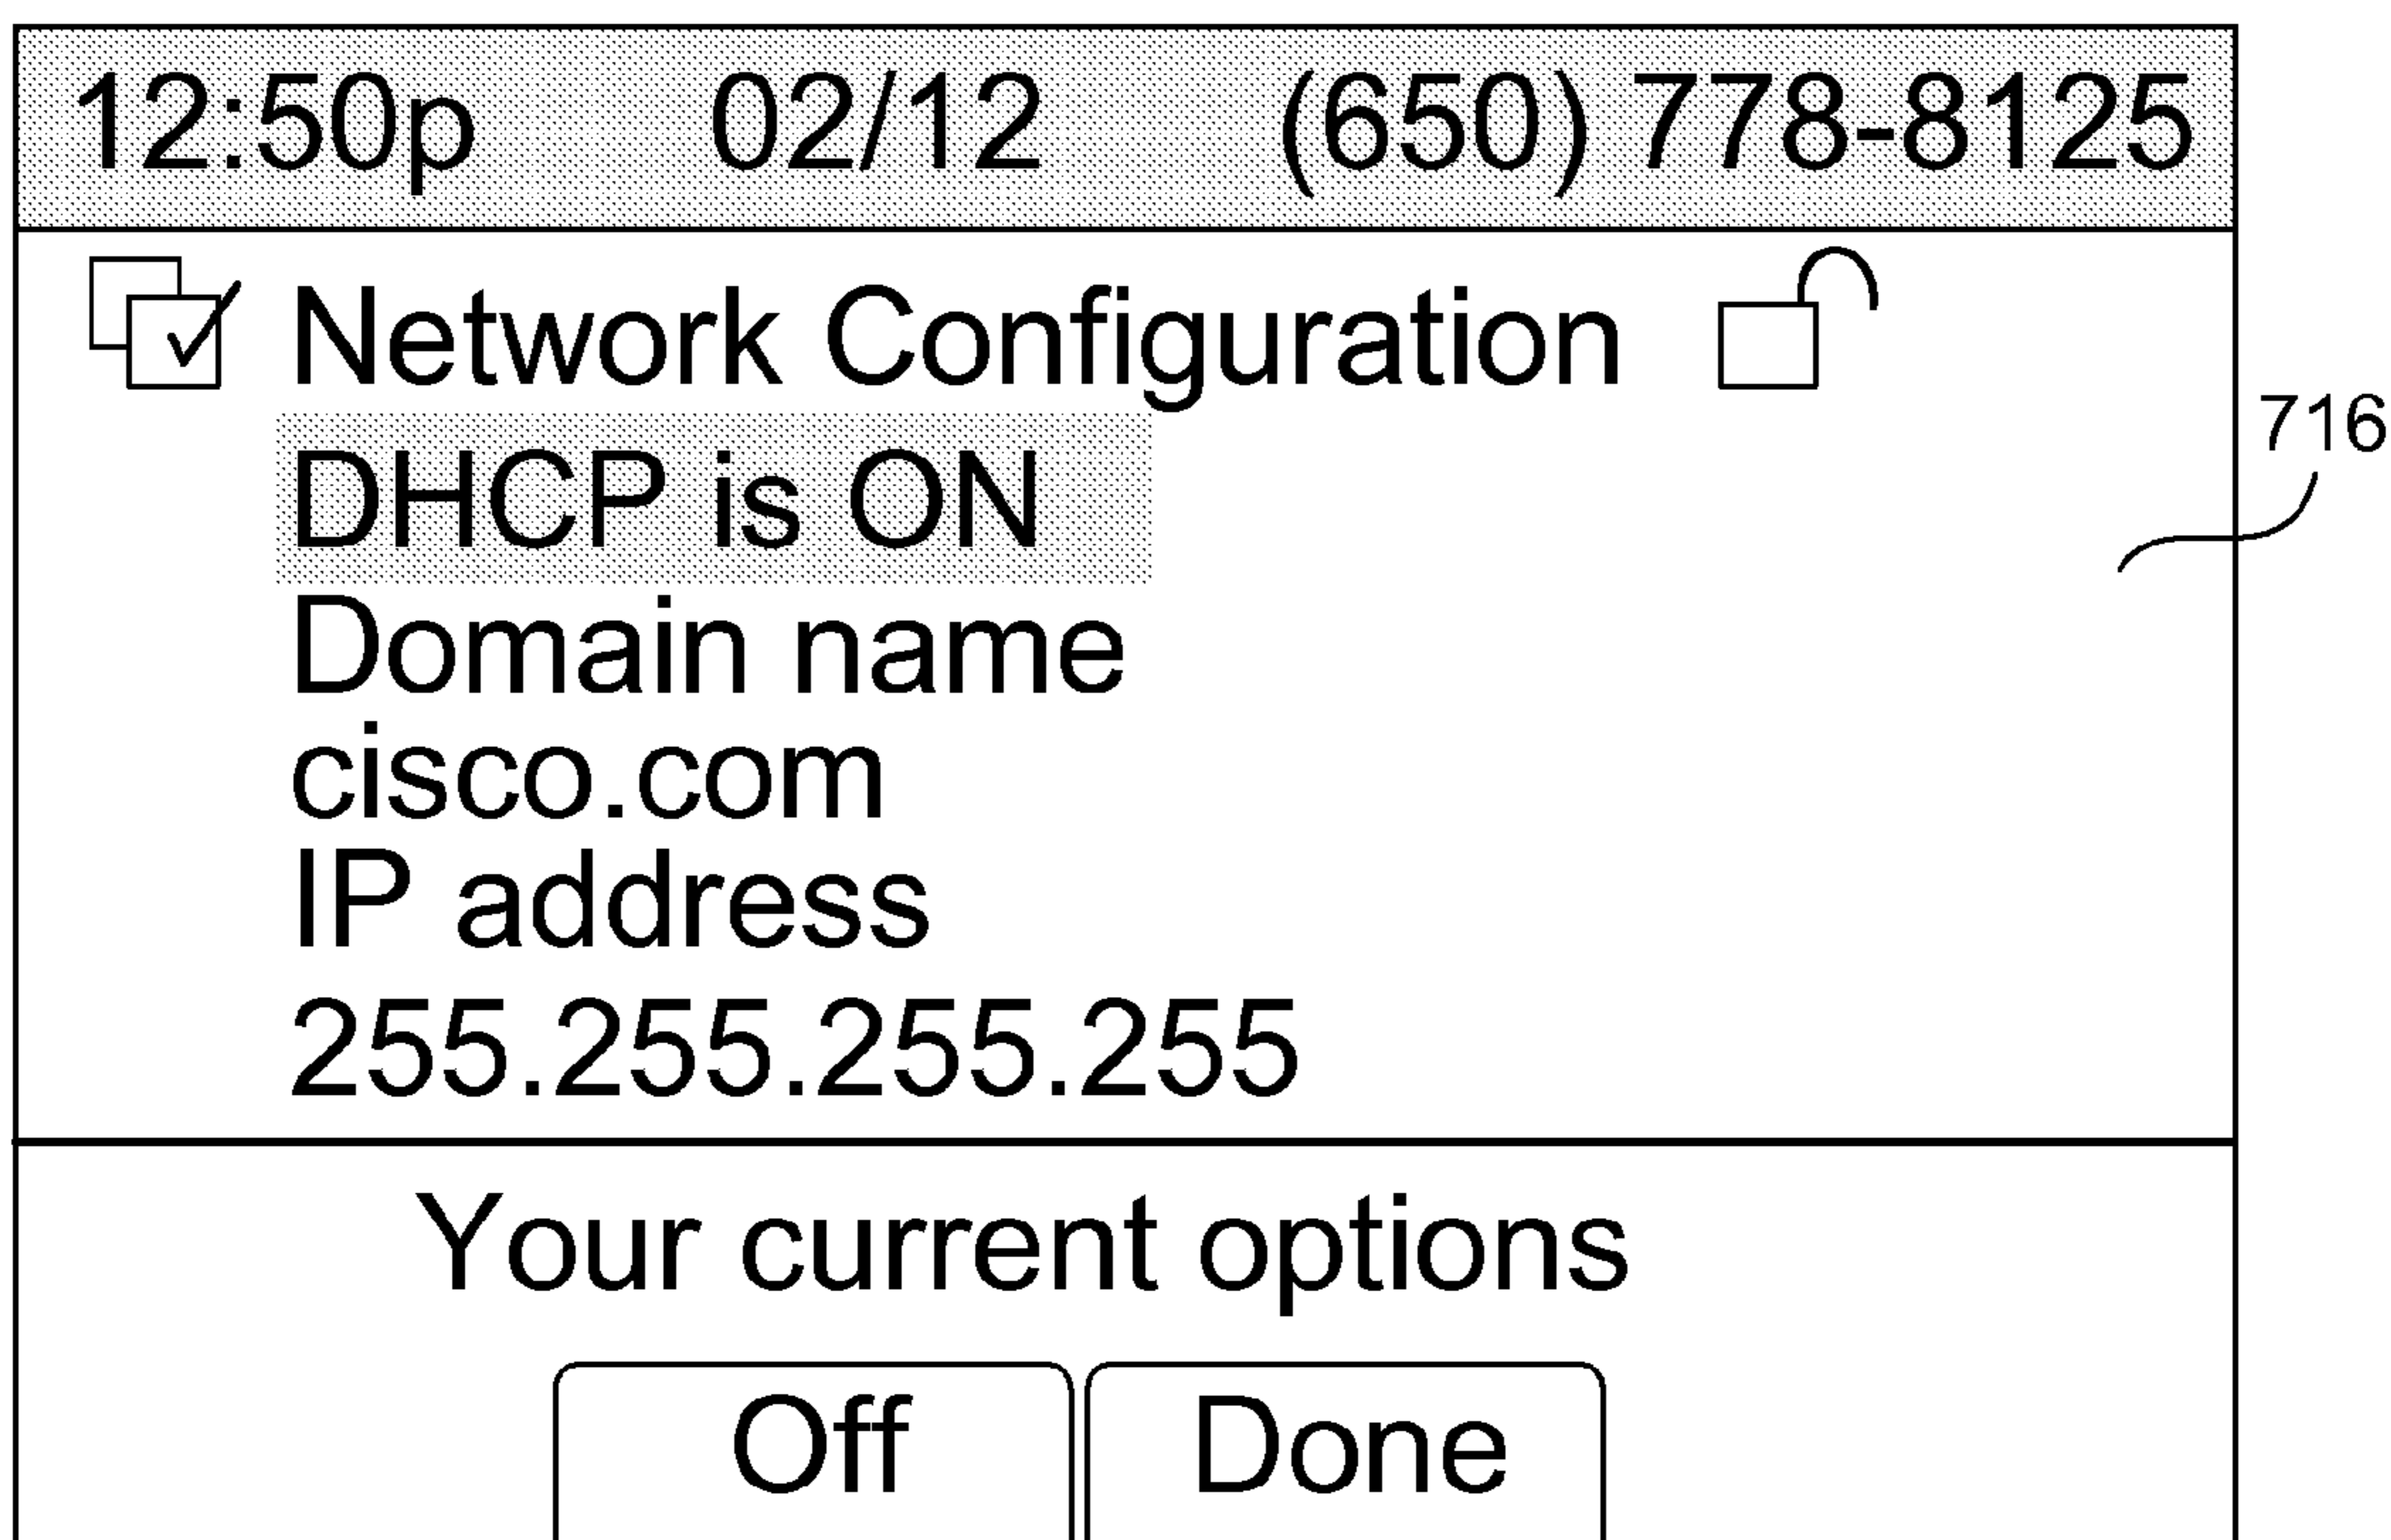 12:50p 02/12 (650) 778-8125
Network Configuration
716
DHCP is ON
Domain name
cisco.com
IP address
255.255.255.255
Your current options
Off Done